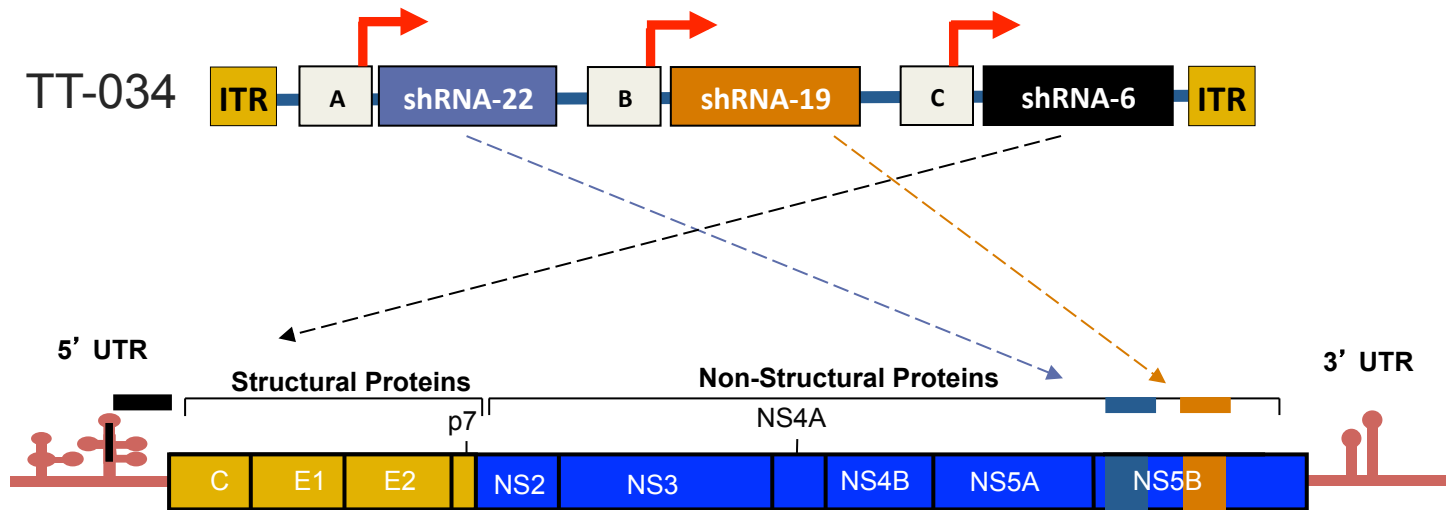 TT-034
ITR A shRNA-22 B shRNA-19 C shRNA-6 ITR
5’ UTR
Structural Proteins
Non-Structural Proteins
3’ UTR
p7
NS4A
C E1 E2 NS2 NS3 NS4B NS5A NS5B